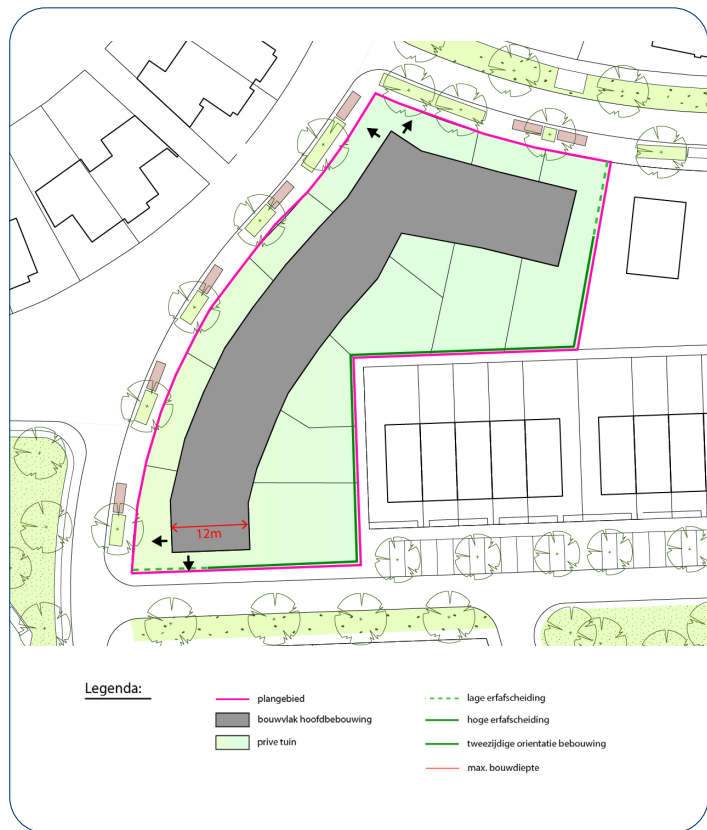 12m
Legenda:
plangebied
bouwvlak hoofdbebouwing
prive tuin
lage erfafscheiding
hoge erfafscheiding
tweezijdige orientatie bebouwing
max. bouwdiepte